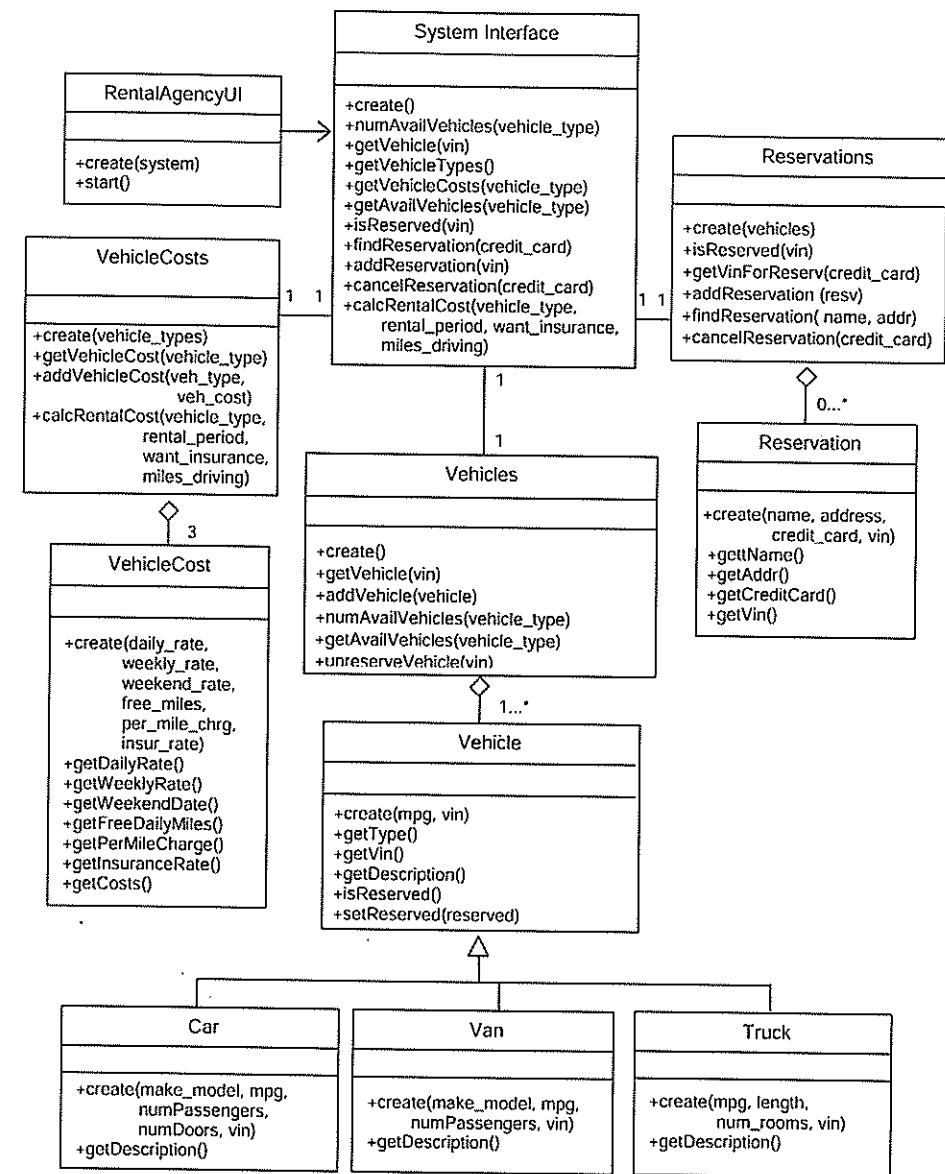 System Interface
+create()
+numAvailVehicles(vehicle_type)
+getVehicle(vin)
+getVehicleTypes()
+getVehicleCosts(vehicle_type)
+getAvailVehicles(vehicle_type)
+isReserved(vin)
+findReservation(credit_card)
+addReservation(vin)
+cancelReservation(credit_card)
+calcRentalCost(vehicle_type,
rental_period, want_insurance,
miles_driving)
RentalAgencyUI
+create(system)
+start()
Reservations
+create(vehicles)
+isReserved(vin)
+getVinForReserv(credit_card)
+addReservation (resv)
+findReservation( name, addr)
+cancelReservation(credit_card)
VehicleCosts
+create(vehicle_types)
+getVehicleCost(vehicle_type)
+addVehicleCost(veh_type,
veh_cost)
+calcRentalCost(vehicle_type,
rental_period,
want_insurance,
miles_driving)
1 1
1 1
1
1
0...*
Reservation
+create(name, address,
credit_card, vin)
+gettName()
+getAddr()
+getCreditCard()
+getVin()
Vehicles
+create()
+getVehicle(vin)
+addVehicle(vehicle)
+numAvailVehicles(vehicle_type)
+getAvailVehicles(vehicle_type)
+unreserveVehicle(vin)
3
VehicleCost
+create(daily_rate,
weekly_rate,
weekend_rate,
free_miles,
per_mile_chrg,
insur_rate)
+getDailyRate()
+getWeeklyRate()
+getWeekendDate()
+getFreeDailyMiles()
+getPerMileCharge()
+getInsuranceRate()
+getCosts()
1...*
Vehicle
+create(mpg, vin)
+getType()
+getVin()
+getDescription()
+isReserved()
+setReserved(reserved)
Car
+create(make_model, mpg,
numPassengers,
numDoors, vin)
+getDescription()
Van
+create(make_model, mpg,
numPassengers, vin)
+getDescription()
Truck
+create(mpg, length,
num_rooms, vin)
+getDescription()